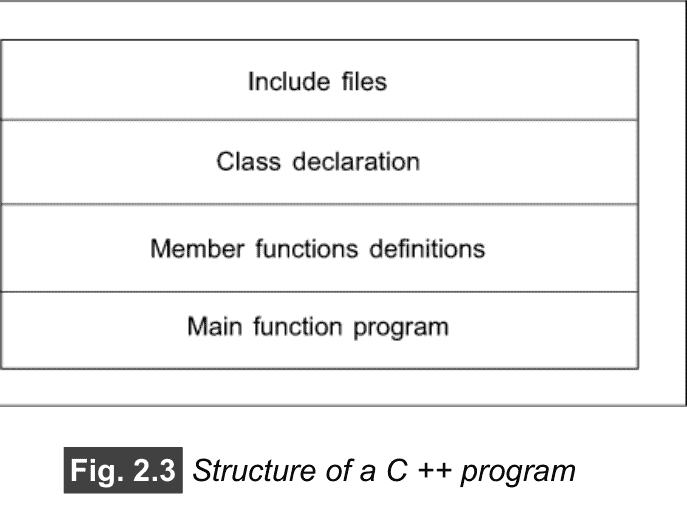 Include files
Class declaration
Member functions definitions
Main function program
Fig. 2.3 Structure of a C ++ program